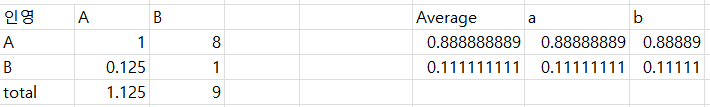 인영 A B Average a b
A 1 8 0.888888889 0.88888889 0.88889
B 0.125 1 0.111111111 0.11111111 0.11111
total 1.125 9